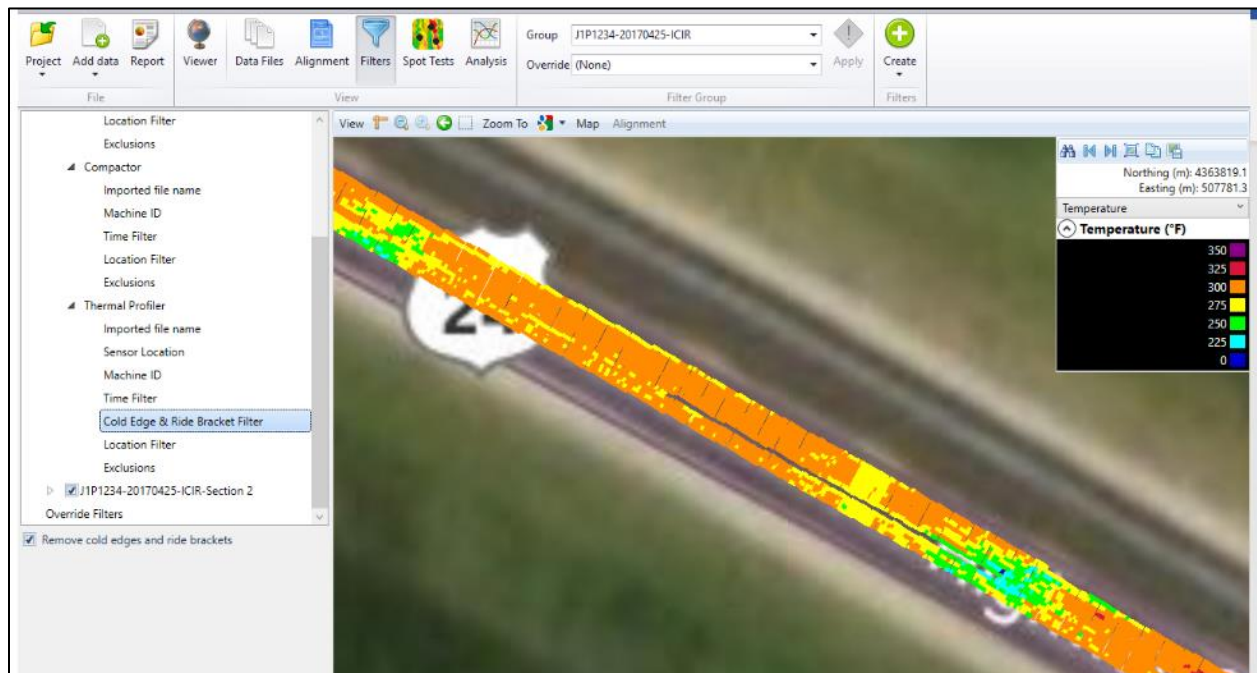 Project
Add data
Report
Viewer
Data Files
Alignment
Filters
Spot Tests
Analysis
Group
J1P1234-20170425-ICIR
Override
(None)
Apply
Create
File
View
Filter Group
Filters
Location Filter
Exclusions
Compactor
Imported file name
Machine ID
Time Filter
Location Filter
Exclusions
Thermal Profiler
Imported file name
Sensor Location
Machine ID
Time Filter
Cold Edge & Ride Bracket Filter
Location Filter
Exclusions
J1P1234-20170425-ICIR-Section 2
Override Filters
Remove cold edges and ride brackets
View
Zoom To
Map
Alignment
Northing (m): 4363819.1
Easting (m): 507781.3
Temperature
Temperature (°F)
350
325
300
275
250
225
0